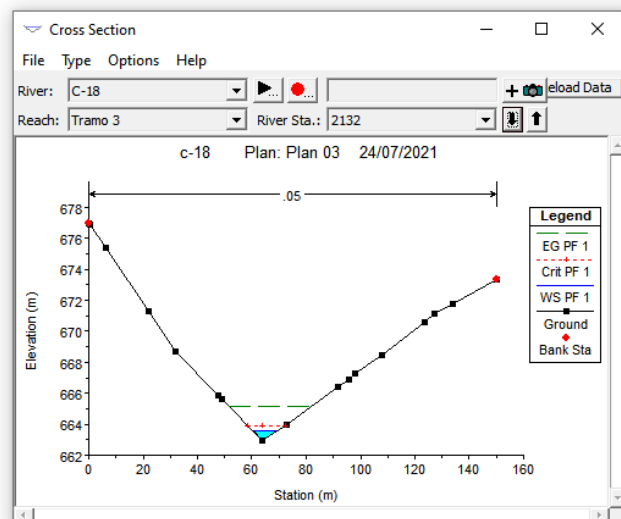 Cross Section
File Type Options Help
River: C-18 eload Data
Reach: Tramo 3 River Sta.: 2132
c-18 Plan: Plan 03 24/07/2021
.05
Legend
EG PF 1
Crit PF 1
WS PF 1
Ground
Bank Sta
678
676
674
672
670
668
666
664
662
Elevation (m)
0 20 40 60 80 100 120 140 160
Station (m)